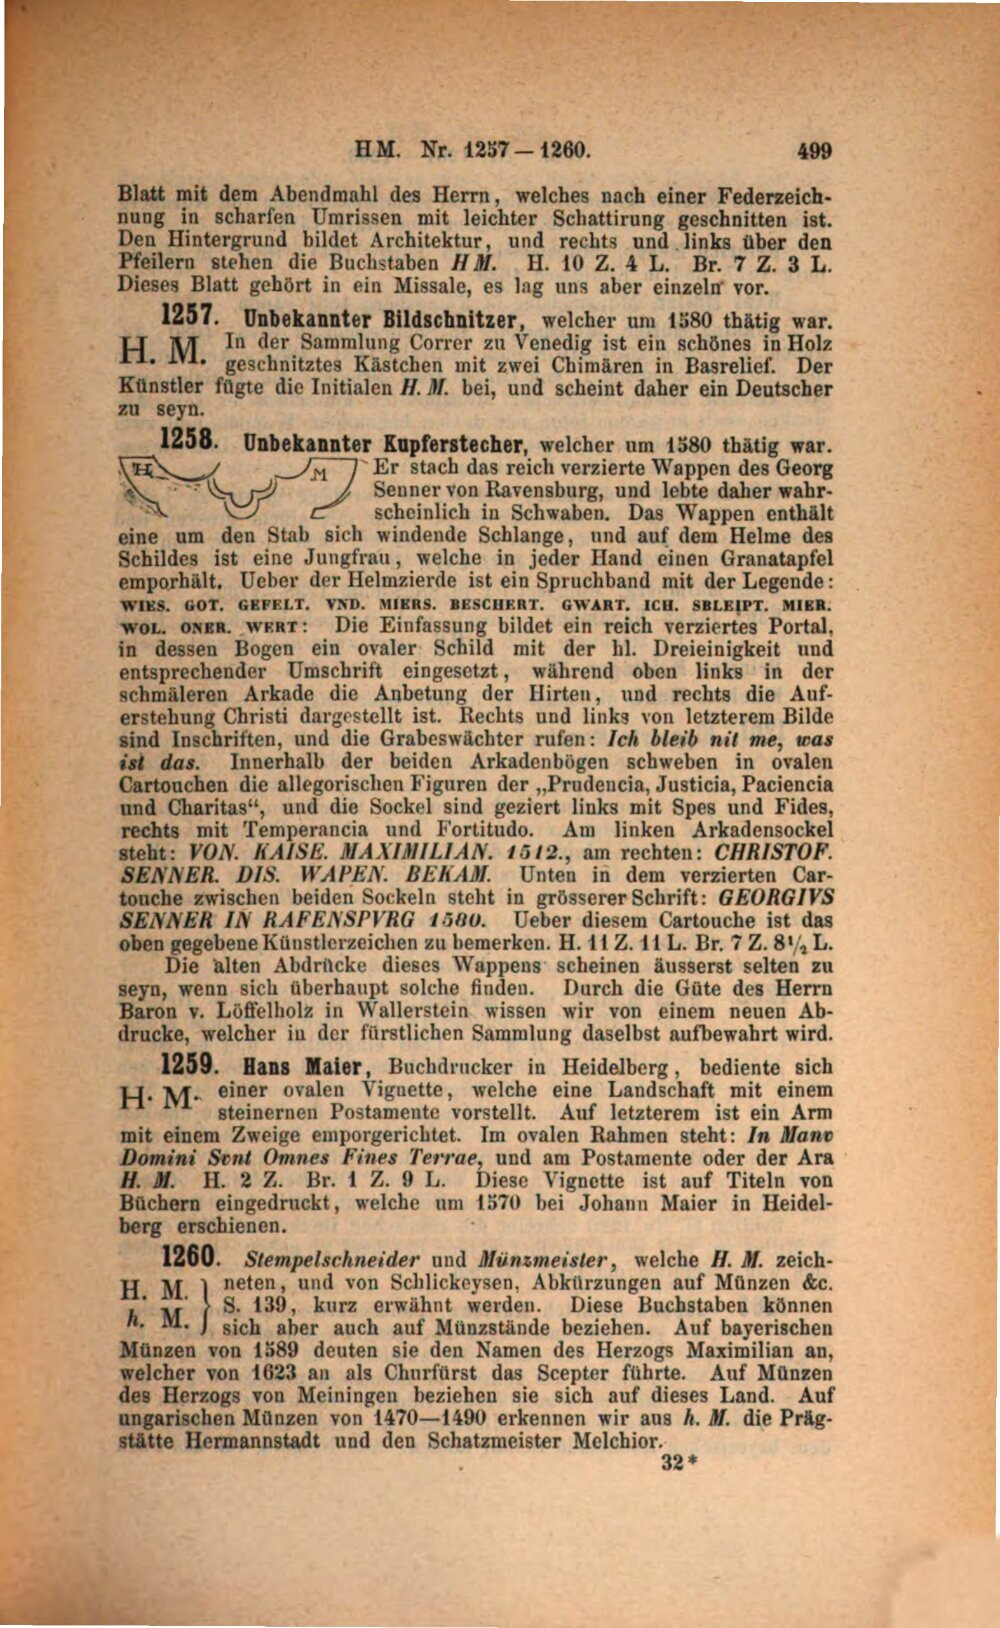 HM. Nr. 1257 — 1260. 499
Blatt mit dem Abendmahl des Herrn, welches nach einer Federzeich-
nung in scharfen Umrissen mit leichter Schattirung geschnitten ist.
Den Hintergrund bildet Architektur, und rechts und links über den
Pfeilern stehen die Buchstaben HM. H. 10 Z. 4 L. Br. 7 Z. 3 L.
Dieses Blatt gehört in ein Missale, es lag uns aber einzeln vor.
1257. Unbekannter Bildschnitzer, welcher um 1580 thätig war.
H. M. In der Sammlung Correr zu Venedig ist ein schönes in Holz
geschnitztes Kästchen mit zwei Chimären in Basrelief. Der
Künstler fügte die Initialen H. M. bei, und scheint daher ein Deutscher
zu seyn.
1258. Unbekannter Kupferstecher, welcher um 1580 thätig war.
H M Er stach das reich verzierte Wappen des Georg
Senner von Ravensburg, und lebte daher wahr-
scheinlich in Schwaben. Das Wappen enthält
eine um den Stab sich windende Schlange, und auf dem Helme des
Schildes ist eine Jungfrau, welche in jeder Hand einen Granatapfel
emporhält. Ueber der Helmzierde ist ein Spruchband mit der Legende:
WIES. GOT. GEFELT. VND. MIERS. BESCHERT. GWART. ICH. SBLEIPT. MIER.
WOL. ONER. WERT: Die Einfassung bildet ein reich verziertes Portal,
in dessen Bogen ein ovaler Schild mit der hl. Dreieinigkeit und
entsprechender Umschrift eingesetzt, während oben links in der
schmäleren Arkade die Anbetung der Hirten, und rechts die Auf-
erstehung Christi dargestellt ist. Rechts und links von letzterem Bilde
sind Inschriften, und die Grabeswächter rufen: Ich bleib nit me, was
ist das. Innerhalb der beiden Arkadenbögen schweben in ovalen
Cartouchen die allegorischen Figuren der „Prudencia, Justicia, Paciencia
und Charitas“, und die Sockel sind geziert links mit Spes und Fides,
rechts mit Temperancia und Fortitudo. Am linken Arkadensockel
steht: VON. KAISE. MAXIMILIAN. 1512., am rechten: CHRISTOF.
SENNER. DIS. WAPEN. BEKAM. Unten in dem verzierten Car-
touche zwischen beiden Sockeln steht in grösserer Schrift: GEORGIVS
SENNER IN RAFENSPVRG 1580. Ueber diesem Cartouche ist das
oben gegebene Künstlerzeichen zu bemerken. H. 11 Z. 11 L. Br. 7 Z. 8½ L.
Die alten Abdrücke dieses Wappens scheinen äusserst selten zu
seyn, wenn sich überhaupt solche finden. Durch die Güte des Herrn
Baron v. Löffelholz in Wallerstein wissen wir von einem neuen Ab-
drucke, welcher in der fürstlichen Sammlung daselbst aufbewahrt wird.
1259. Hans Maier, Buchdrucker in Heidelberg, bediente sich
H. M. einer ovalen Vignette, welche eine Landschaft mit einem
steinernen Postamente vorstellt. Auf letzterem ist ein Arm
mit einem Zweige emporgerichtet. Im ovalen Rahmen steht: In Manv
Domini Svnt Omnes Fines Terrae, und am Postamente oder der Ara
H. M. H. 2 Z. Br. 1 Z. 9 L. Diese Vignette ist auf Titeln von
Büchern eingedruckt, welche um 1570 bei Johann Maier in Heidel-
berg erschienen.
1260. Stempelschneider und Münzmeister, welche H. M. zeich-
H. M. } neten, und von Schlickeysen, Abkürzungen auf Münzen &c.
S. 139, kurz erwähnt werden. Diese Buchstaben können
h. M. sich aber auch auf Münzstände beziehen. Auf bayerischen
Münzen von 1589 deuten sie den Namen des Herzogs Maximilian an,
welcher von 1623 an als Churfürst das Scepter führte. Auf Münzen
des Herzogs von Meiningen beziehen sie sich auf dieses Land. Auf
ungarischen Münzen von 1470—1490 erkennen wir aus h. M. die Präg-
stätte Hermannstadt und den Schatzmeister Melchior.
32*